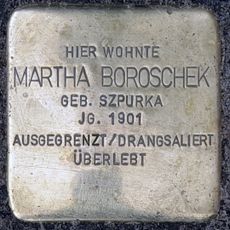 HIER WOHNTE
MARTHA BOROSCHEK
GEB. SZPURKA
JG. 1901
AUSGEGRENZT/DRANGSALIERT
ÜBERLEBT